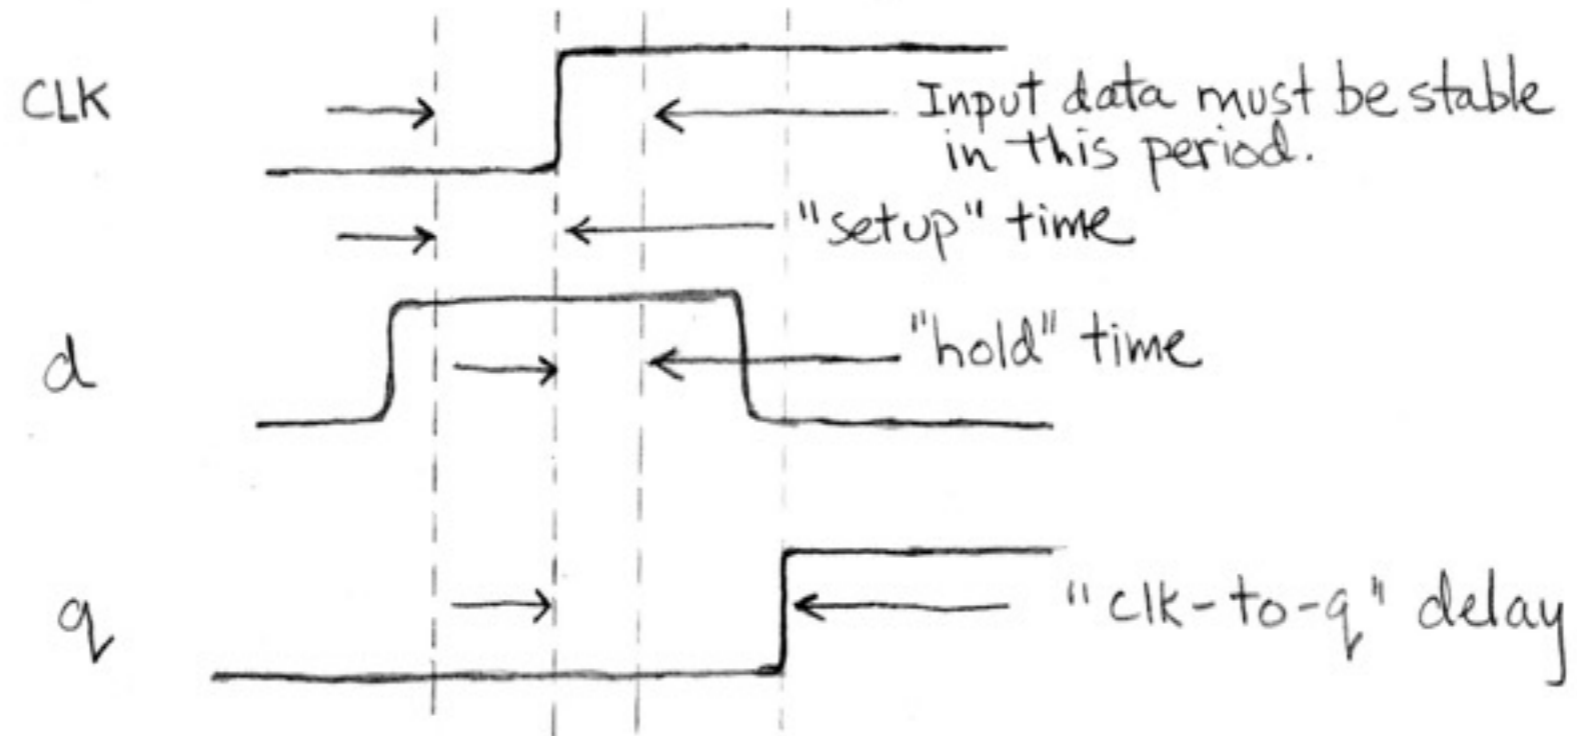 CLK
Input data must be stable
in this period.
"setup" time
d
"hold" time
q
"clk-to-q" delay